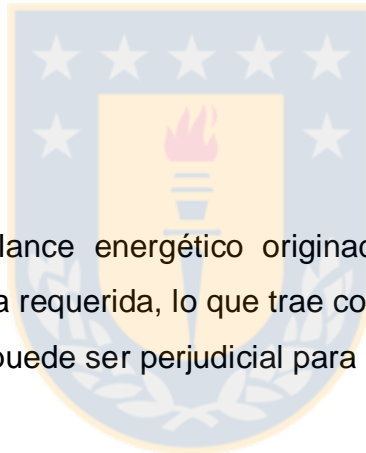 lance energético originad
a requerida, lo que trae co
puede ser perjudicial para